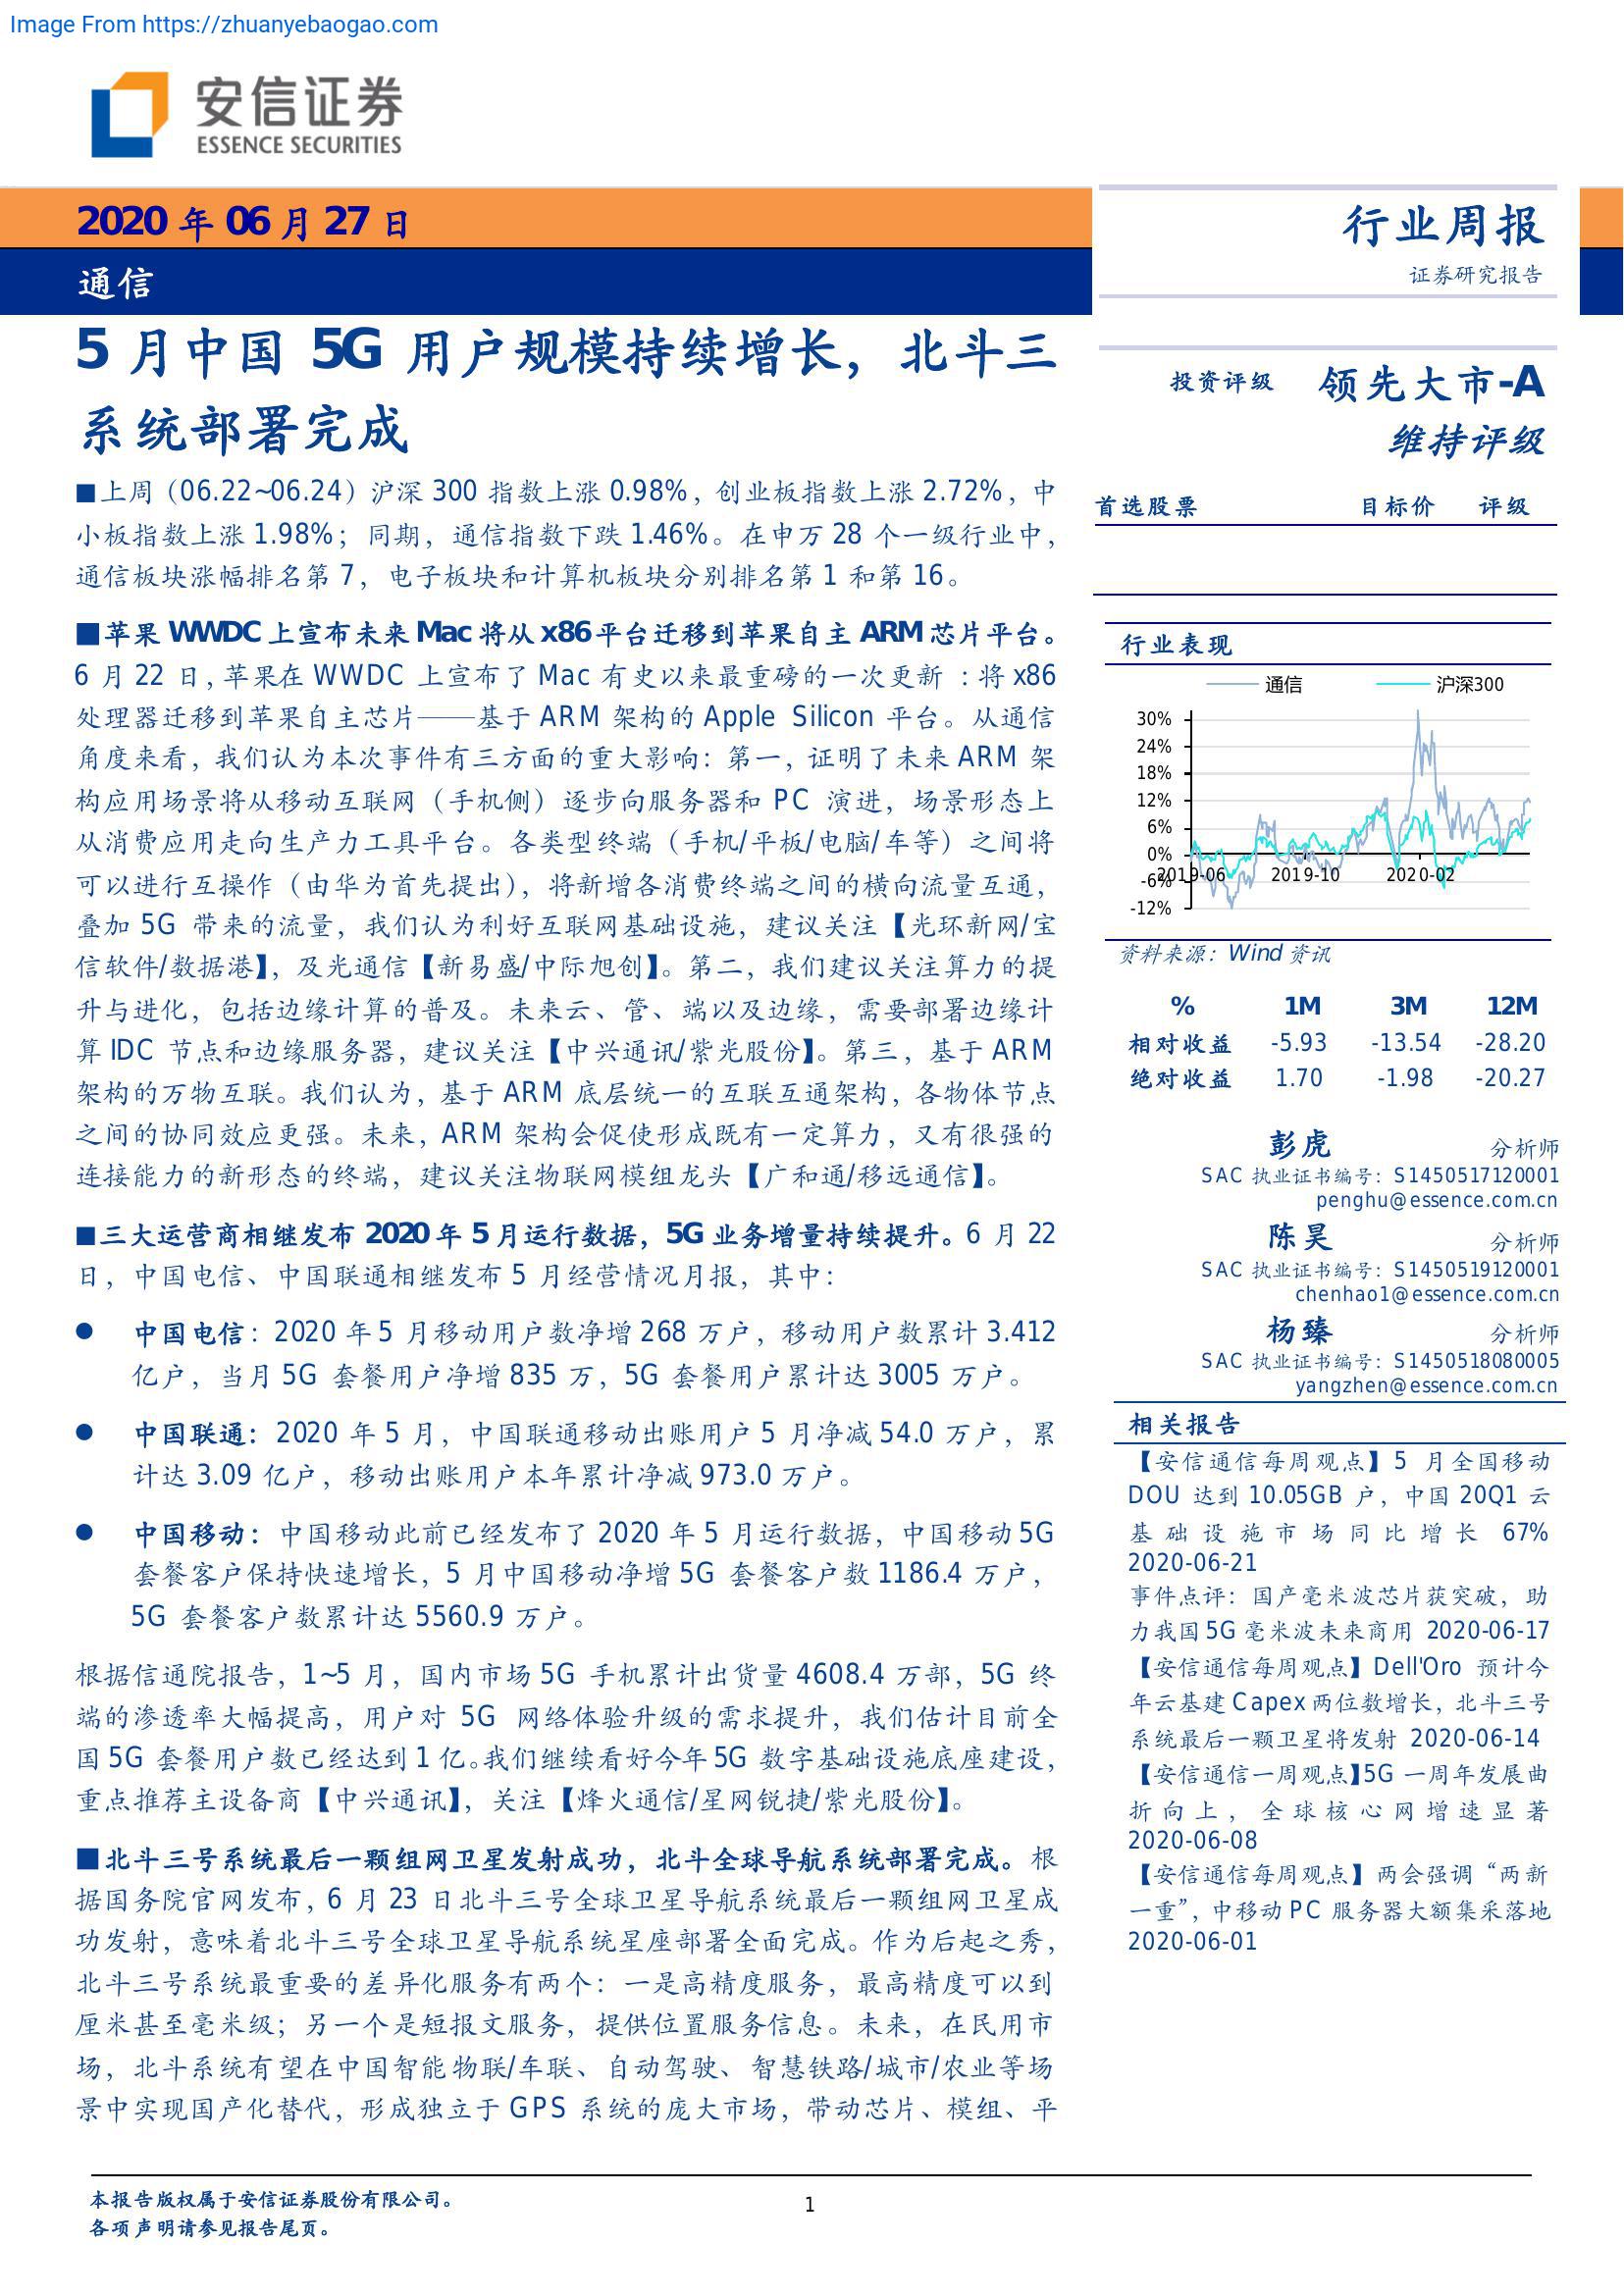 Image From https://zhuanyebaogao.com
安信证券
ESSENCE SECURITIES
2020 年 06 月 27 日
通信
5 月中国 5G 用户规模持续增长，北斗三
系统部署完成
■上周（06.22~06.24）沪深 300 指数上涨 0.98%，创业板指数上涨 2.72%，中
小板指数上涨 1.98%；同期，通信指数下跌 1.46%。在申万 28 个一级行业中，
通信板块涨幅排名第 7，电子板块和计算机板块分别排名第 1 和第 16。
■苹果 WWDC 上宣布未来 Mac 将从 x86 平台迁移到苹果自主 ARM 芯片平台。
6 月 22 日，苹果在 WWDC 上宣布了 Mac 有史以来最重磅的一次更新：将 x86
处理器迁移到苹果自主芯片——基于 ARM 架构的 Apple Silicon 平台。从通信
角度来看，我们认为本次事件有三方面的重大影响：第一，证明了未来 ARM 架
构应用场景将从移动互联网（手机侧）逐步向服务器和 PC 演进，场景形态上
从消费应用走向生产力工具平台。各类型终端（手机/平板/电脑/车等）之间将
可以进行互操作（由华为首先提出），将新增各消费终端之间的横向流量互通，
叠加 5G 带来的流量，我们认为利好互联网基础设施，建议关注【光环新网/宝
信软件/数据港】，及光通信【新易盛/中际旭创】。第二，我们建议关注算力的提
升与进化，包括边缘计算的普及。未来云、管、端以及边缘，需要部署边缘计
算 IDC 节点和边缘服务器，建议关注【中兴通讯/紫光股份】。第三，基于 ARM
架构的万物互联。我们认为，基于 ARM 底层统一的互联互通架构，各物体节点
之间的协同效应更强。未来，ARM 架构会促使形成既有一定算力，又有很强的
连接能力的新形态的终端，建议关注物联网模组龙头【广和通/移远通信】。
■三大运营商相继发布 2020 年 5 月运行数据，5G 业务增量持续提升。6 月 22
日，中国电信、中国联通相继发布 5 月经营情况月报，其中：
● 中国电信：2020 年 5 月移动用户数净增 268 万户，移动用户数累计 3.412
亿户，当月 5G 套餐用户净增 835 万，5G 套餐用户累计达 3005 万户。
● 中国联通：2020 年 5 月，中国联通移动出账用户 5 月净减 54.0 万户，累
计达 3.09 亿户，移动出账用户本年累计净减 973.0 万户。
● 中国移动：中国移动此前已经发布了 2020 年 5 月运行数据，中国移动 5G
套餐客户保持快速增长，5 月中国移动净增 5G 套餐客户数 1186.4 万户，
5G 套餐客户数累计达 5560.9 万户。
根据信通院报告，1~5 月，国内市场 5G 手机累计出货量 4608.4 万部，5G 终
端的渗透率大幅提高，用户对 5G 网络体验升级的需求提升，我们估计目前全
国 5G 套餐用户数已经达到 1 亿。我们继续看好今年 5G 数字基础设施底座建设，
重点推荐主设备商【中兴通讯】，关注【烽火通信/星网锐捷/紫光股份】。
■北斗三号系统最后一颗组网卫星发射成功，北斗全球导航系统部署完成。根
据国务院官网发布，6 月 23 日北斗三号全球卫星导航系统最后一颗组网卫星成
功发射，意味着北斗三号全球卫星导航系统星座部署全面完成。作为后起之秀，
北斗三号系统最重要的差异化服务有两个：一是高精度服务，最高精度可以到
厘米甚至毫米级；另一个是短报文服务，提供位置服务信息。未来，在民用市
场，北斗系统有望在中国智能物联/车联、自动驾驶、智慧铁路/城市/农业等场
景中实现国产化替代，形成独立于 GPS 系统的庞大市场，带动芯片、模组、平
行业周报
证券研究报告
投资评级 领先大市-A
维持评级
首选股票 目标价 评级
行业表现
通信 沪深300
30%
24%
18%
12%
6%
0%
-6%
-12%
2019-06 2019-10 2020-02
资料来源：Wind 资讯
% 1M 3M 12M
相对收益 -5.93 -13.54 -28.20
绝对收益 1.70 -1.98 -20.27
彭虎 分析师
SAC 执业证书编号：S1450517120001
penghu@essence.com.cn
陈昊 分析师
SAC 执业证书编号：S1450519120001
chenhao1@essence.com.cn
杨臻 分析师
SAC 执业证书编号：S1450518080005
yangzhen@essence.com.cn
相关报告
【安信通信每周观点】5 月全国移动
DOU 达到 10.05GB 户，中国 20Q1 云
基础设施市场同比增长 67%
2020-06-21
事件点评：国产毫米波芯片获突破，助
力我国 5G 毫米波未来商用 2020-06-17
【安信通信每周观点】Dell'Oro 预计今
年云基建 Capex 两位数增长，北斗三号
系统最后一颗卫星将发射 2020-06-14
【安信通信一周观点】5G 一周年发展曲
折向上，全球核心网增速显著
2020-06-08
【安信通信每周观点】两会强调“两新
一重”，中移动 PC 服务器大额集采落地
2020-06-01
本报告版权属于安信证券股份有限公司。
各项声明请参见报告尾页。
1